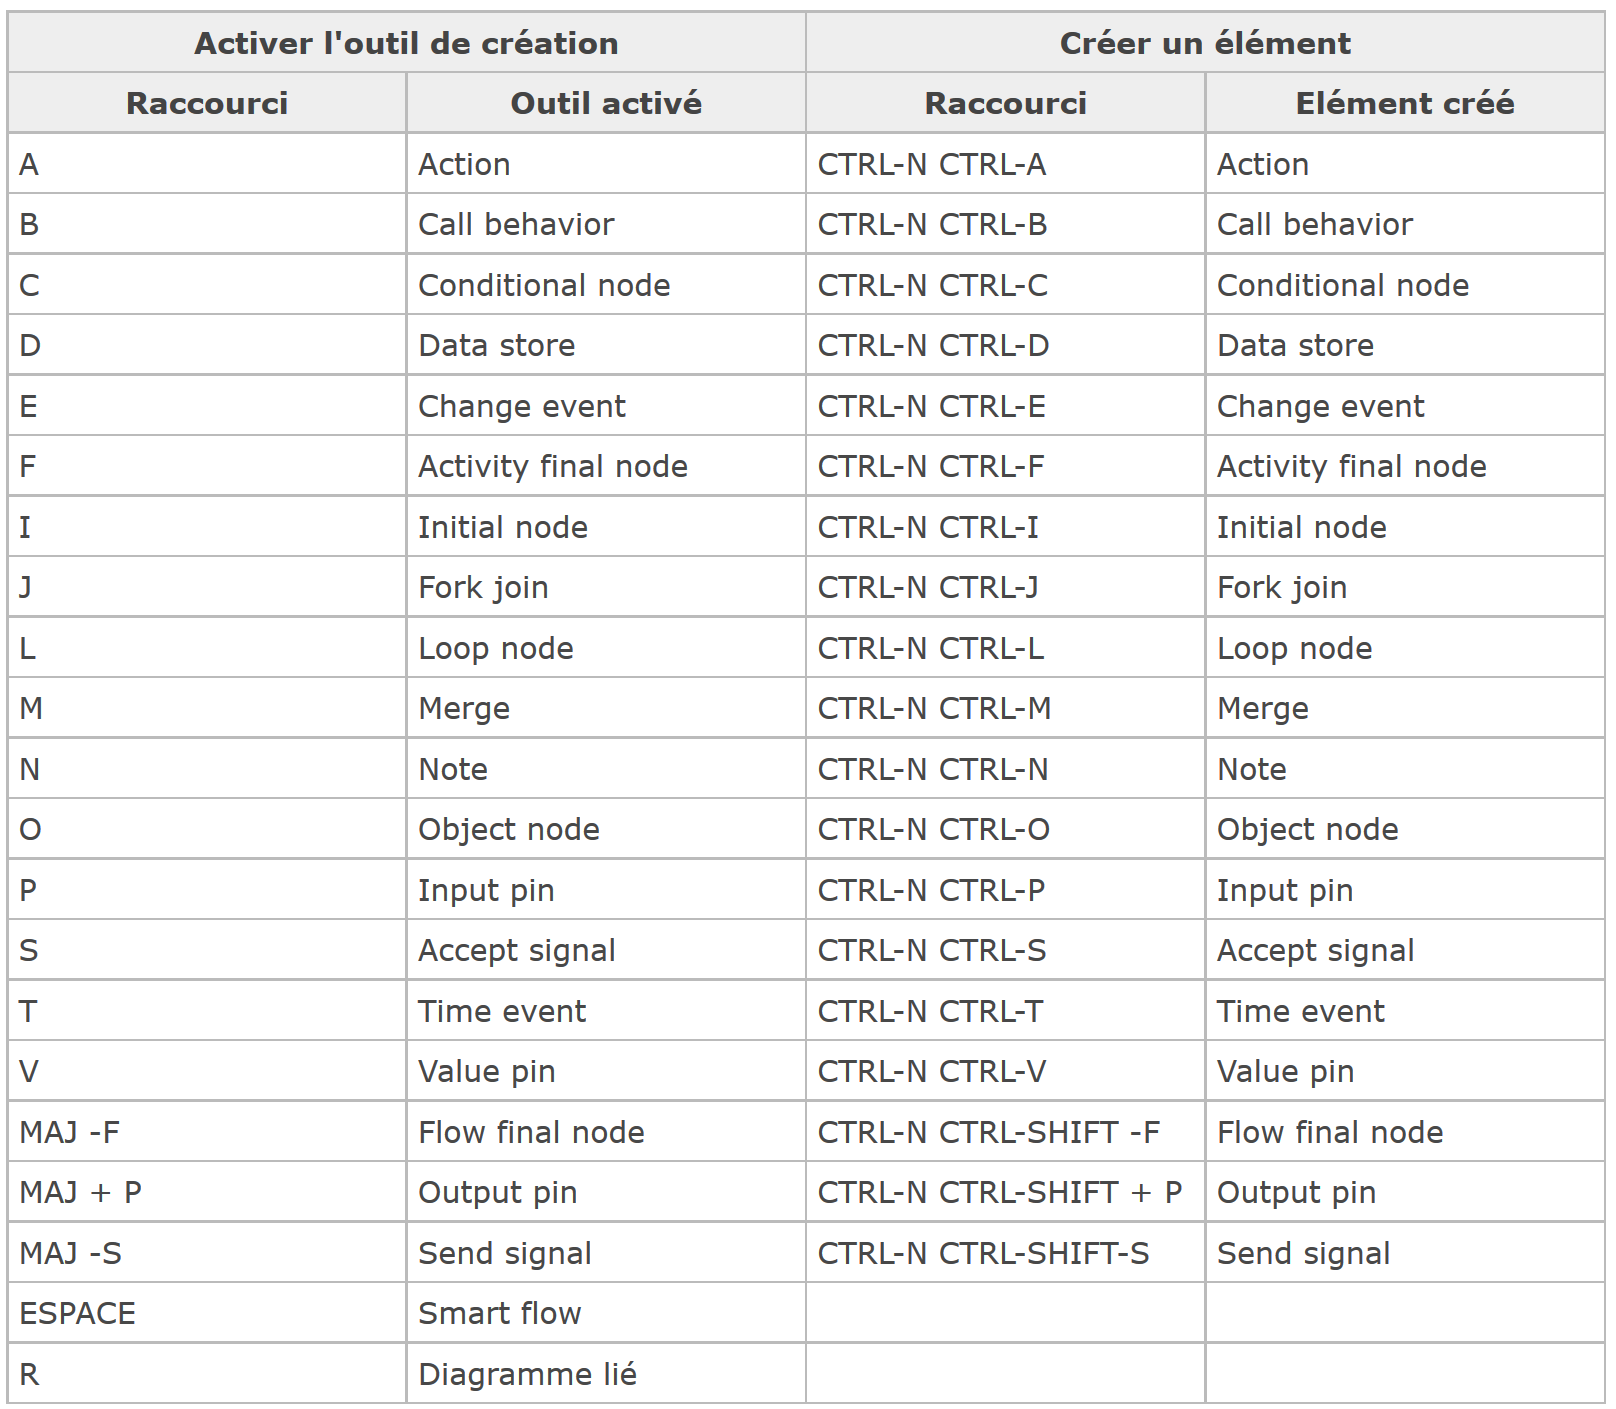 Activer l'outil de création Créer un élément
Raccourci Outil activé Raccourci Elément créé
A Action CTRL-N CTRL-A Action
B Call behavior CTRL-N CTRL-B Call behavior
C Conditional node CTRL-N CTRL-C Conditional node
D Data store CTRL-N CTRL-D Data store
E Change event CTRL-N CTRL-E Change event
F Activity final node CTRL-N CTRL-F Activity final node
I Initial node CTRL-N CTRL-I Initial node
J Fork join CTRL-N CTRL-J Fork join
L Loop node CTRL-N CTRL-L Loop node
M Merge CTRL-N CTRL-M Merge
N Note CTRL-N CTRL-N Note
O Object node CTRL-N CTRL-O Object node
P Input pin CTRL-N CTRL-P Input pin
S Accept signal CTRL-N CTRL-S Accept signal
T Time event CTRL-N CTRL-T Time event
V Value pin CTRL-N CTRL-V Value pin
MAJ -F Flow final node CTRL-N CTRL-SHIFT -F Flow final node
MAJ + P Output pin CTRL-N CTRL-SHIFT + P Output pin
MAJ -S Send signal CTRL-N CTRL-SHIFT-S Send signal
ESPACE Smart flow
R Diagramme lié